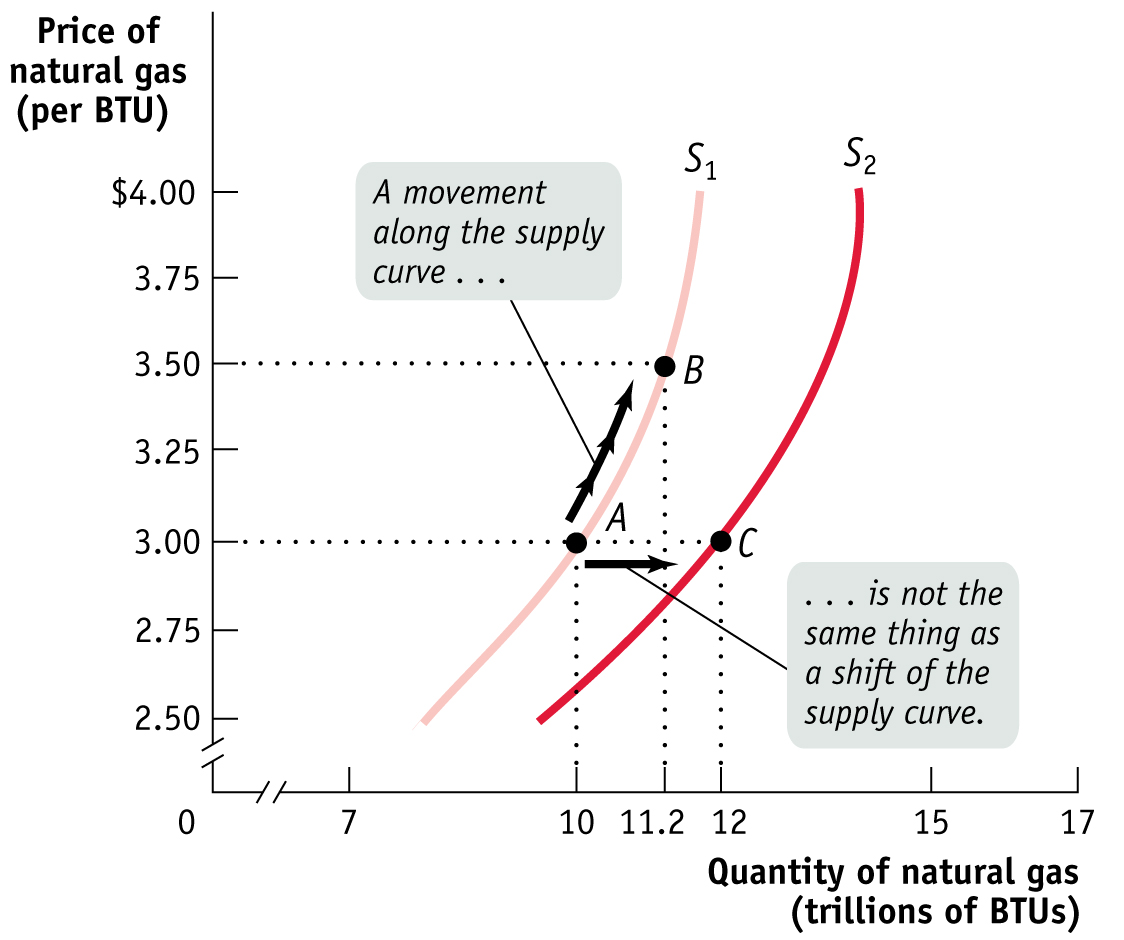 Price of
natural gas
(per BTU)
S1
S2
$4.00
3.75
3.50
3.25
3.00
2.75
2.50
A movement
along the supply
curve . . .
B
A
C
. . . is not the
same thing as
a shift of the
supply curve.
0
7
10
11.2
12
15
17
Quantity of natural gas
(trillions of BTUs)